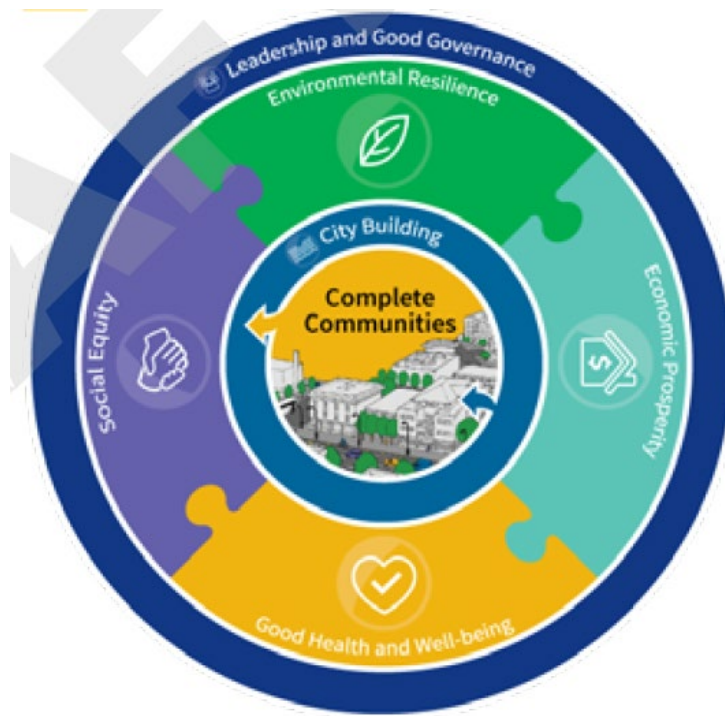 Leadership and Good Governance
Environmental Resilience
City Building
Complete
Communities
Social Equity
Economic Prosperity
$
Good Health and Well-being